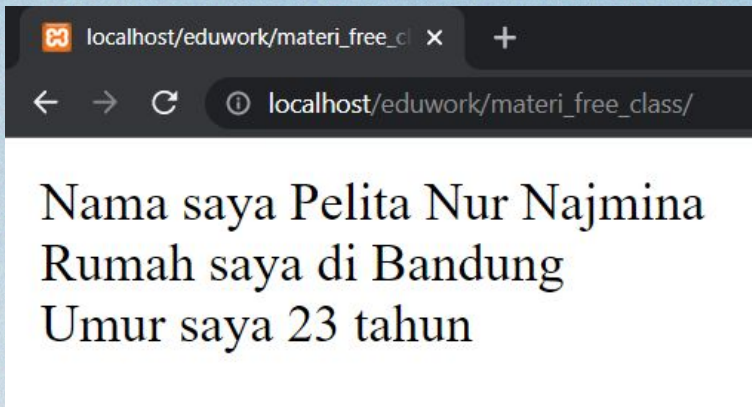 localhost/eduwork/materi_free_cl
localhost/eduwork/materi_free_class/
Nama saya Pelita Nur Najmina
Rumah saya di Bandung
Umur saya 23 tahun